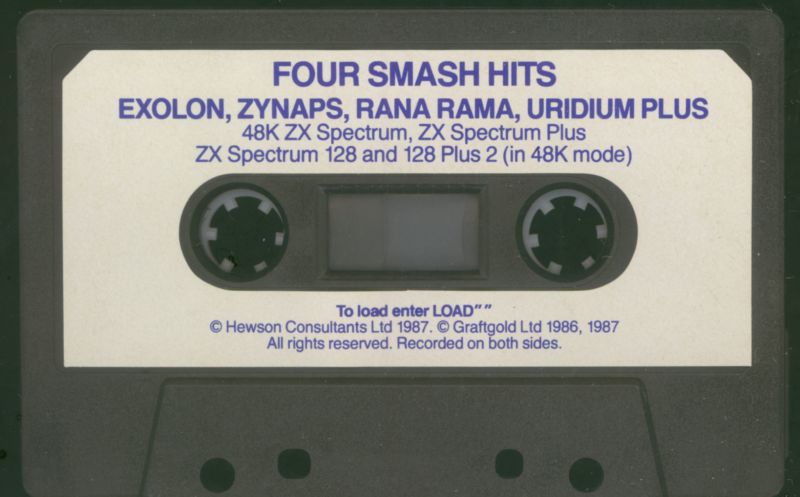 FOUR SMASH HITS
EXOLON, ZYNAPS, RANA RAMA, URIDIUM PLUS
48K ZX Spectrum, ZX Spectrum Plus
ZX Spectrum 128 and 128 Plus 2 (in 48K mode)
To load enter LOAD""
© Hewson Consultants Ltd 1987. © Graftgold Ltd 1986, 1987
All rights reserved. Recorded on both sides.